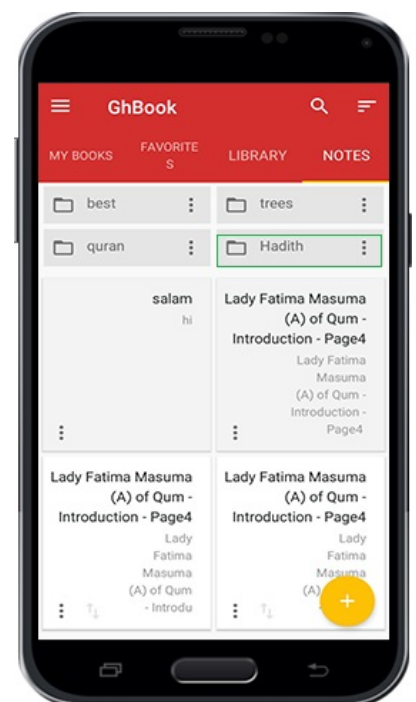 GhBook
MY BOOKS
FAVORITE
S
LIBRARY
NOTES
best
trees
quran
Hadith
salam
hi
Lady Fatima Masuma
(A) of Qum -
Introduction - Page4
Lady Fatima
Masuma
(A) of Qum -
Introduction -
Page4
Lady Fatima Masuma
(A) of Qum -
Introduction - Page4
Lady
Fatima
Masuma
(A) of Qum
- Introdu
Lady Fatima Masuma
(A) of Qum -
Introduction - Page4
Lady
Fatima
Masuma
(A)